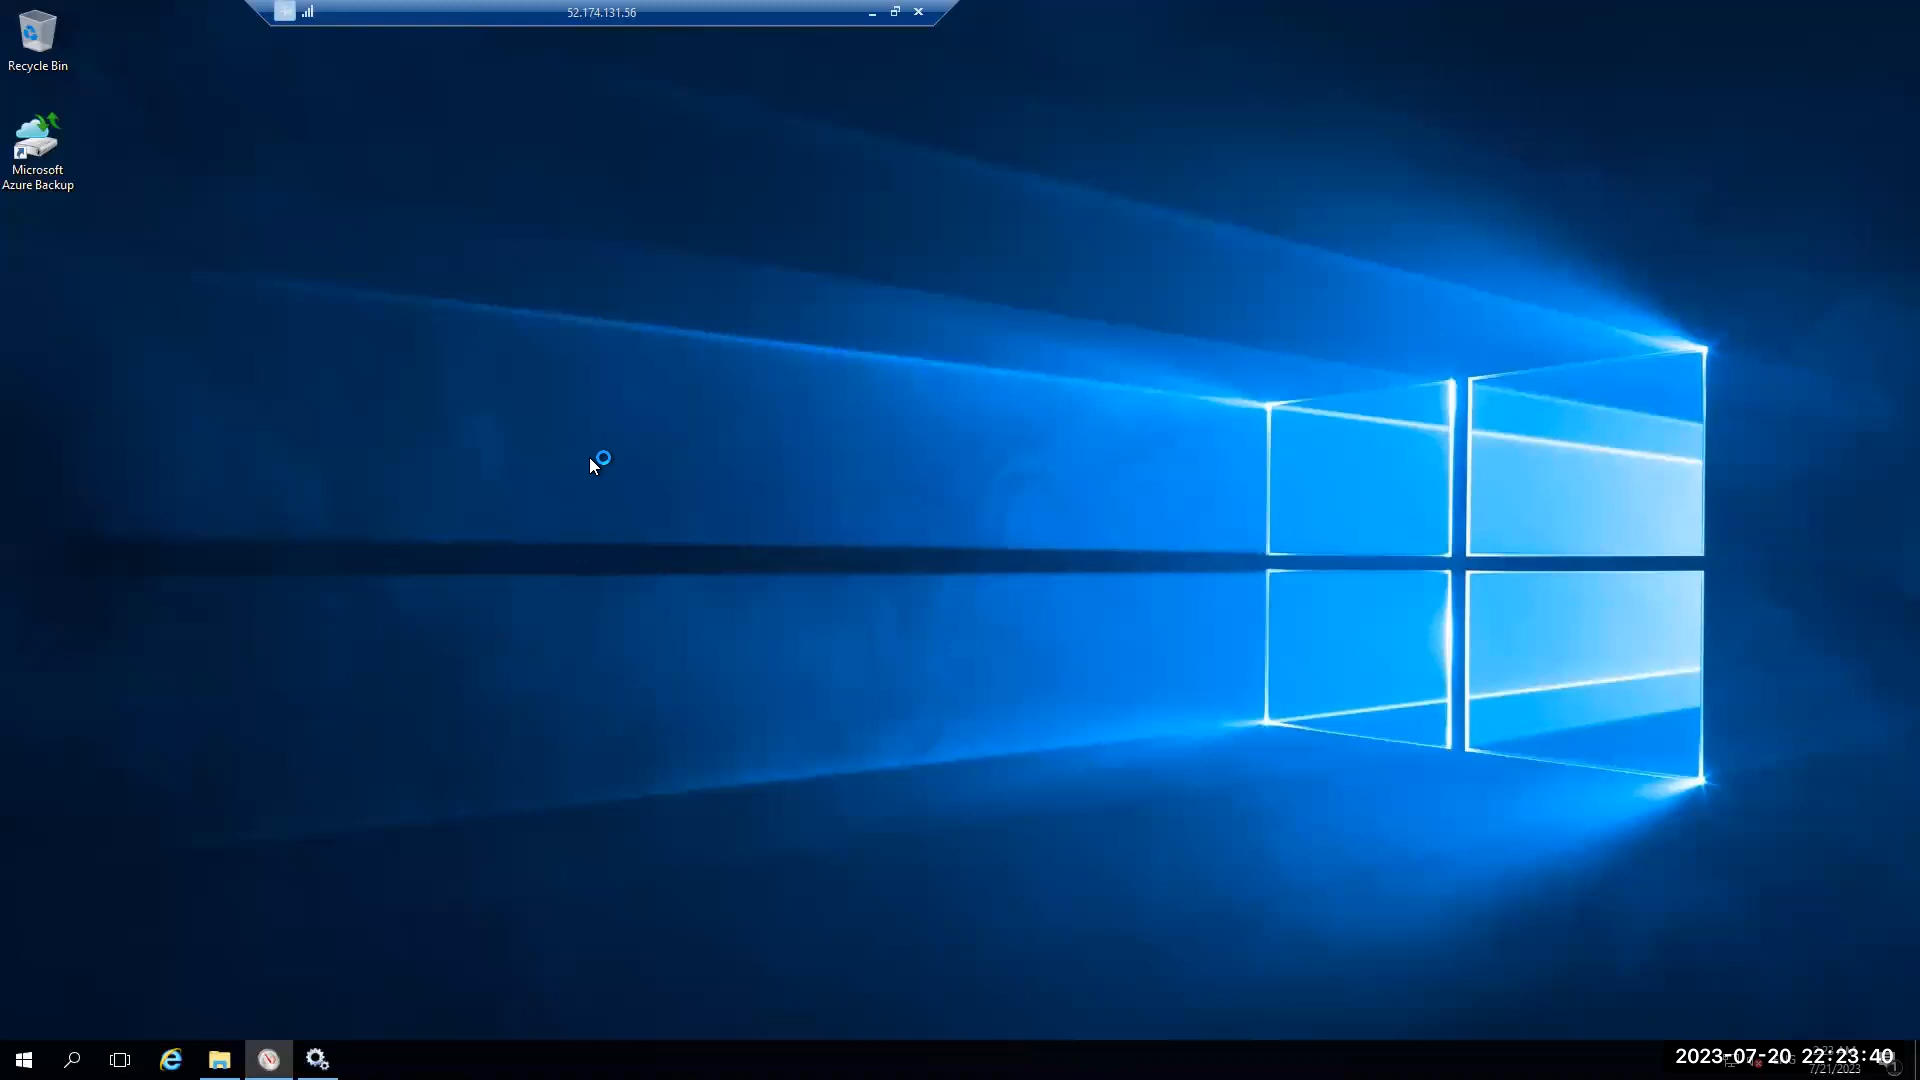 52.174.131.56
Recycle Bin
Microsoft
Azure Backup
2023-07-20 22:23:40
7/21/2023